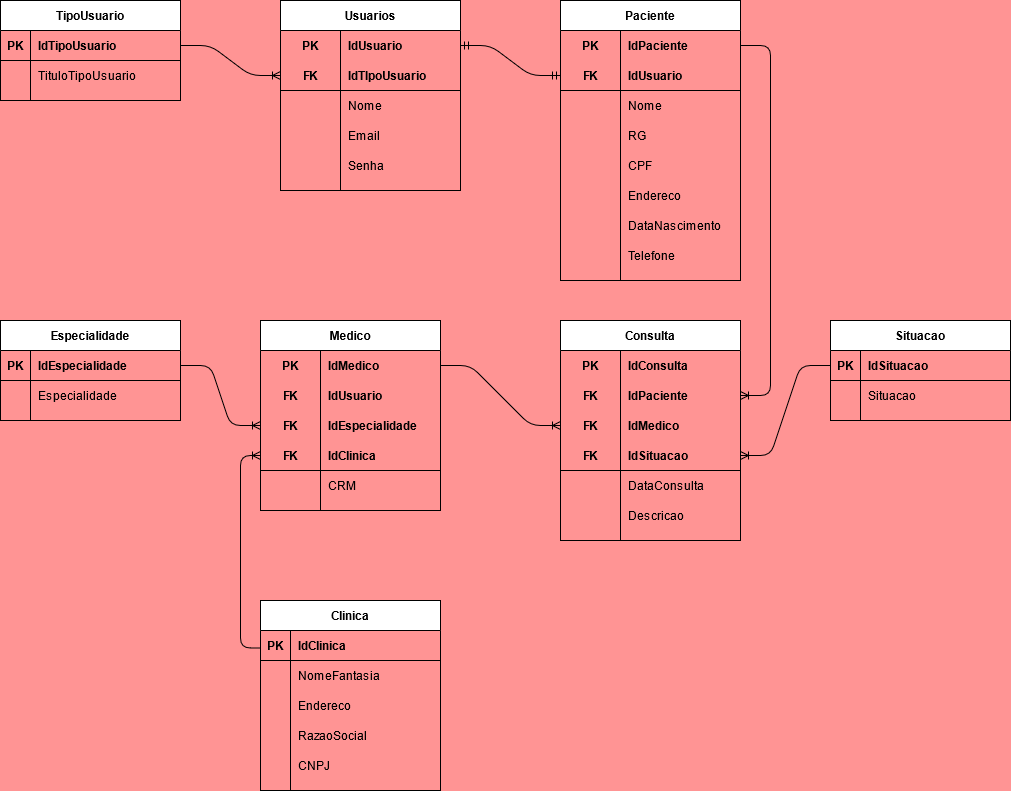 TipoUsuario
PK IdTipoUsuario
TituloTipoUsuario
Usuarios
PK IdUsuario
FK IdTIpoUsuario
Nome
Email
Senha
Paciente
PK IdPaciente
FK IdUsuario
Nome
RG
CPF
Endereco
DataNascimento
Telefone
Especialidade
PK IdEspecialidade
Especialidade
Medico
PK IdMedico
FK IdUsuario
FK IdEspecialidade
FK IdClinica
CRM
Consulta
PK IdConsulta
FK IdPaciente
FK IdMedico
FK IdSituacao
DataConsulta
Descricao
Situacao
PK IdSituacao
Situacao
Clinica
PK IdClinica
NomeFantasia
Endereco
RazaoSocial
CNPJ